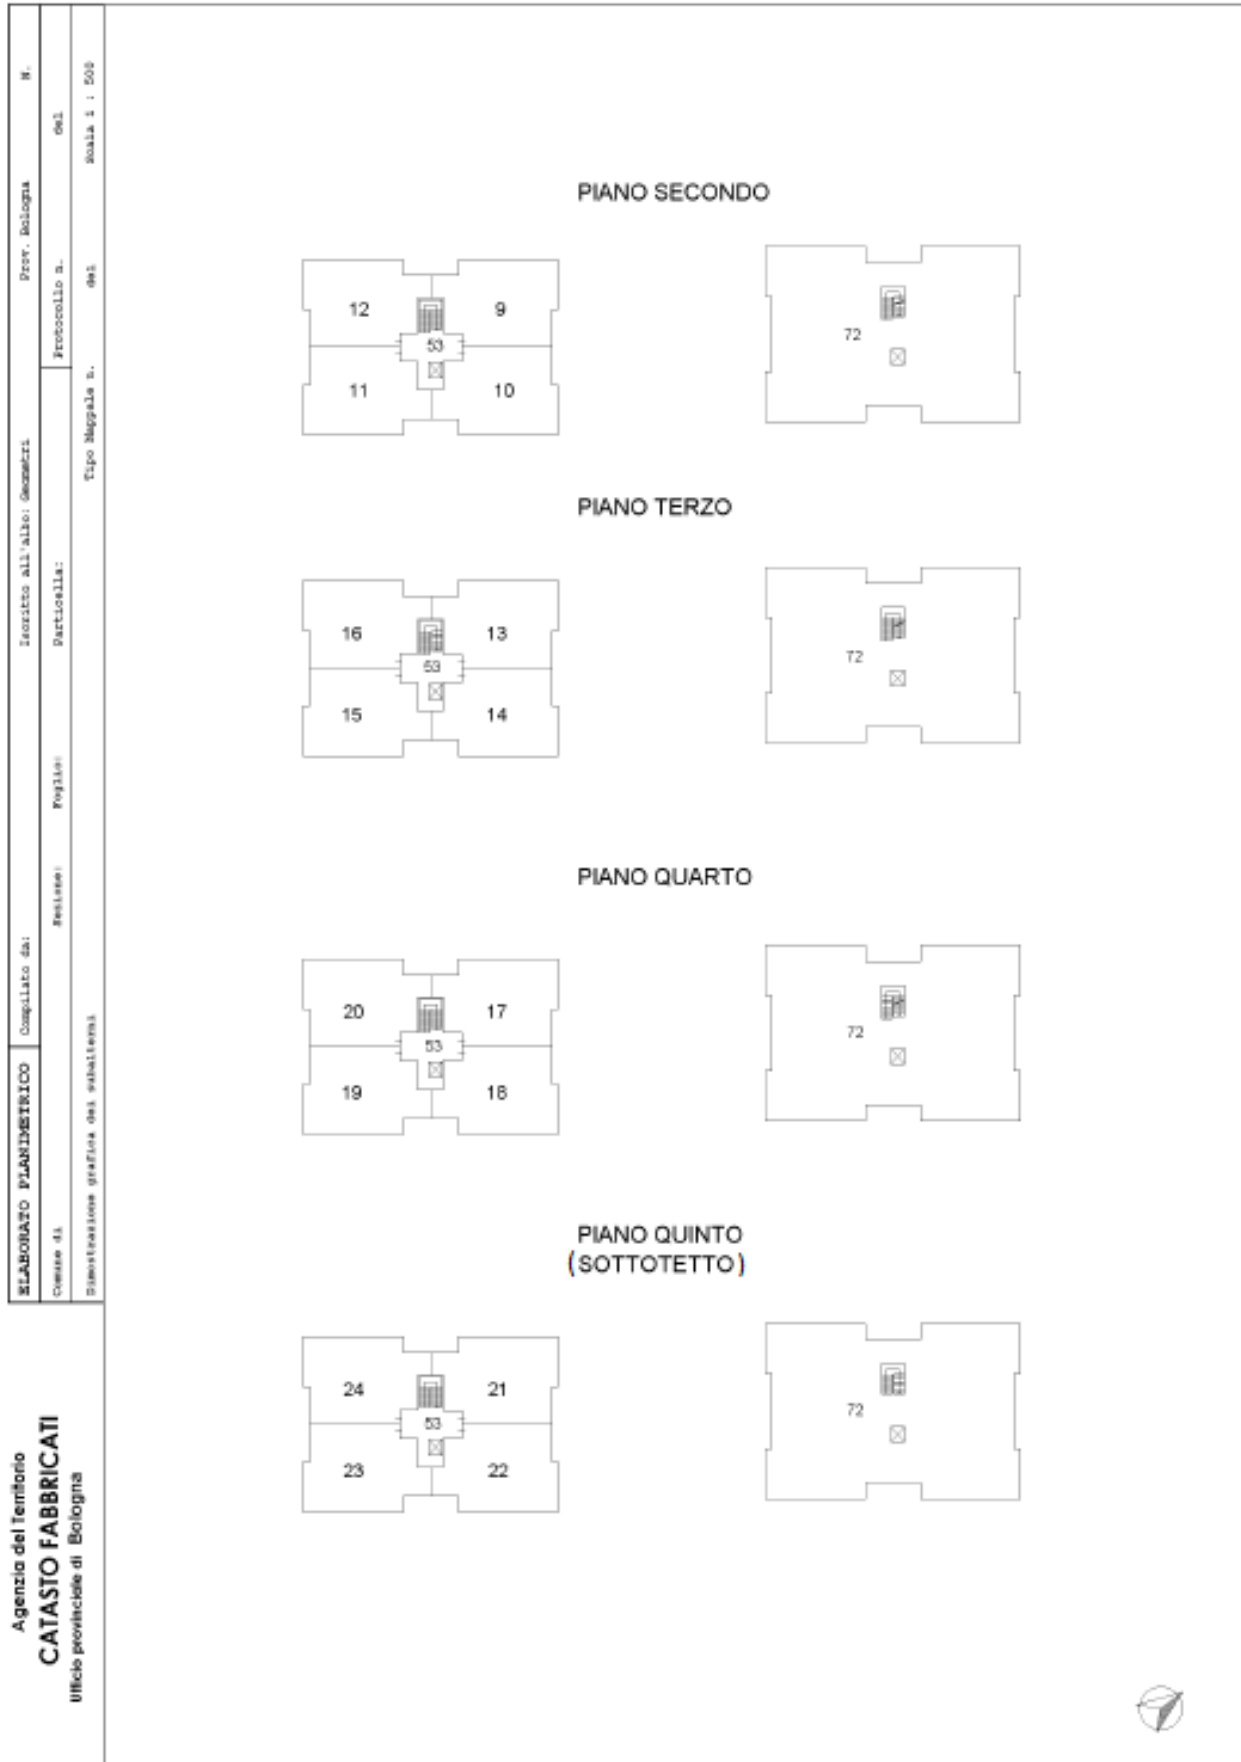 Agenzia del Territorio
CATASTO FABBRICATI
Ufficio provinciale di Bologna
ELABORATO PLANIMETRICO
Compilato da:
Iscritto all'albo: Geometri
Prov. Bologna
N.
Comune di
Sezione:
Foglio:
Particella:
Protocollo n.
del
Dimostrazione grafica dei subalterni
Tipo Mappale n.
del
Scala 1 : 500
PIANO SECONDO
12
9
53
11
10
72
PIANO TERZO
16
13
53
15
14
72
PIANO QUARTO
20
17
53
19
18
72
PIANO QUINTO
(SOTTOTETTO)
24
21
53
23
22
72